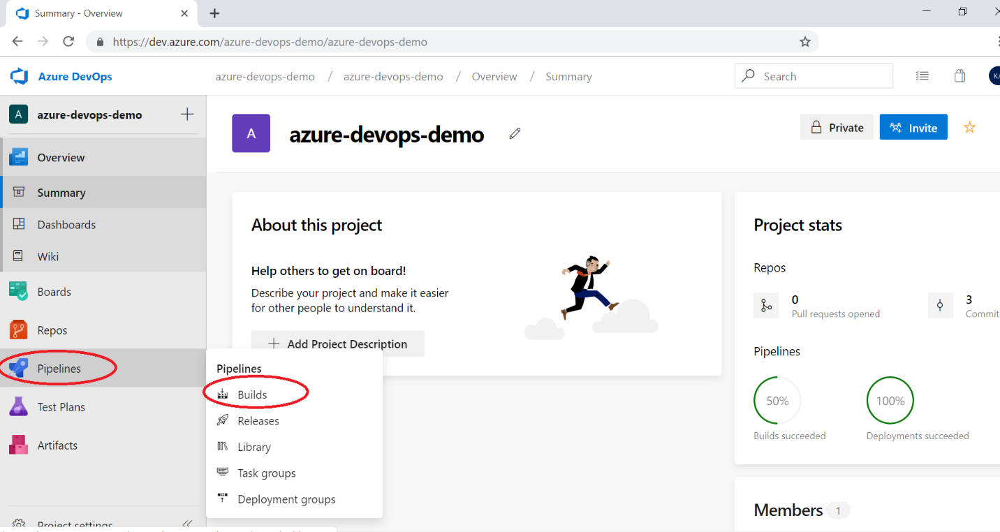 Summary - Overview
https://dev.azure.com/azure-devops-demo/azure-devops-demo
Azure DevOps
azure-devops-demo / azure-devops-demo / Overview / Summary
Search
A azure-devops-demo
A azure-devops-demo
Private
Invite
Overview
Summary
Dashboards
Wiki
Boards
Repos
Pipelines
Test Plans
Artifacts
Project settings
About this project
Help others to get on board!
Describe your project and make it easier
for other people to understand it.
Add Project Description
Pipelines
Builds
Releases
Library
Task groups
Deployment groups
Project stats
Repos
0
Pull requests opened
3
Commit
Pipelines
50%
Builds succeeded
100%
Deployments succeeded
Members 1